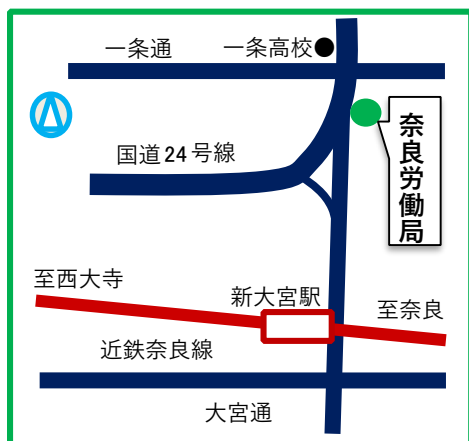 一条通
一条高校
奈良労働局
国道24号線
至西大寺
新大宮駅
至奈良
近鉄奈良線
大宮通